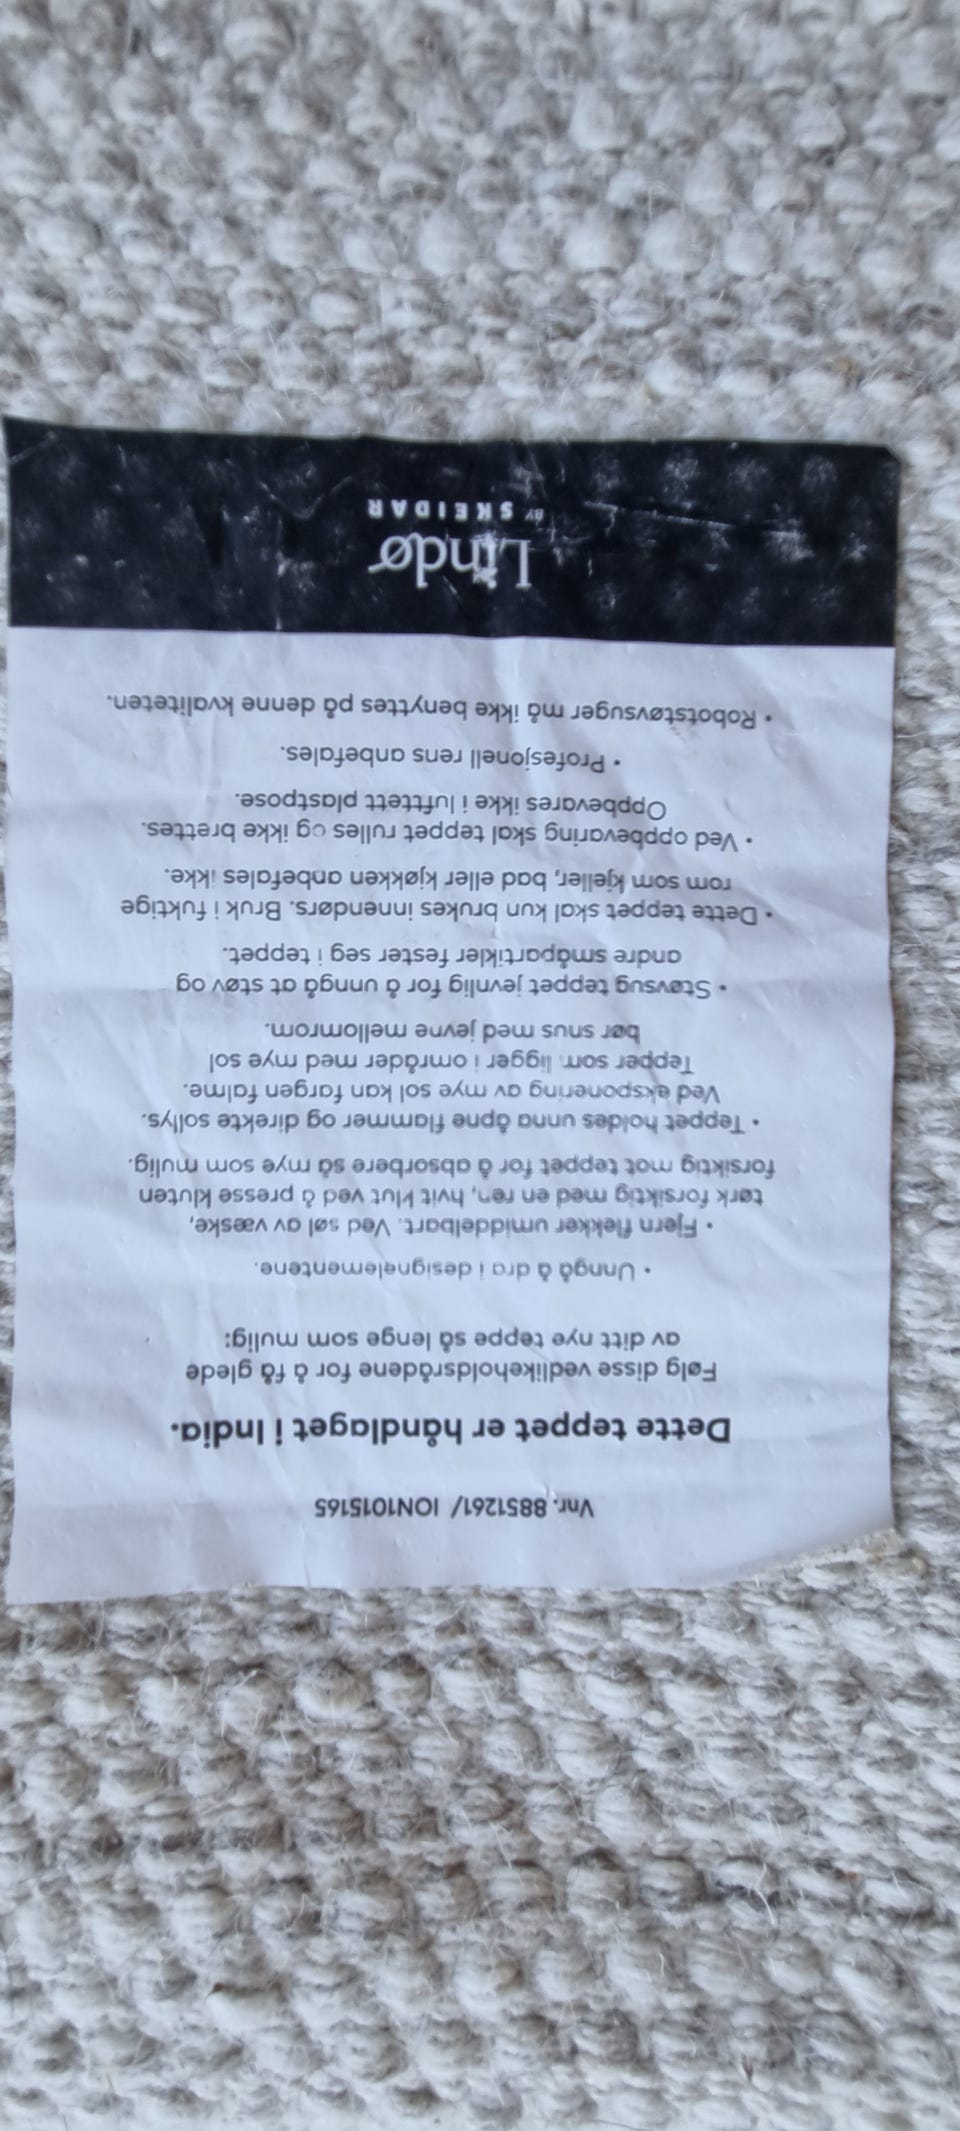 Vnr. 8851261/ ION1015165
Dette teppet er håndlaget i India.
Følg disse vedlikeholdsrådene for å få glede
av ditt nye teppe så lenge som mulig:
• Unngå å dra i designelementene.
• Fjern flekker umiddelbart. Ved søl av væske,
tørk forsiktig med en ren, hvit klut ved å presse kluten
forsiktig mot teppet for å absorbere så mye som mulig.
• Teppet holdes unna åpne flammer og direkte sollys.
Ved eksponering av mye sol kan fargen falme.
Tepper som ligger i områder med mye sol
bør snus med jevne mellomrom.
• Støvsug teppet jevnlig for å unngå at støv og
andre småpartikler fester seg i teppet.
• Dette teppet skal kun brukes innendørs. Bruk i fuktige
rom som kjeller, bad eller kjøkken anbefales ikke.
• Ved oppbevaring skal teppet rulles og ikke brettes.
Oppbevares ikke i lufttett plastpose.
• Profesjonell rens anbefales.
• Robotstøvsuger må ikke benyttes på denne kvaliteten.
Lindø
BY SKEIDAR